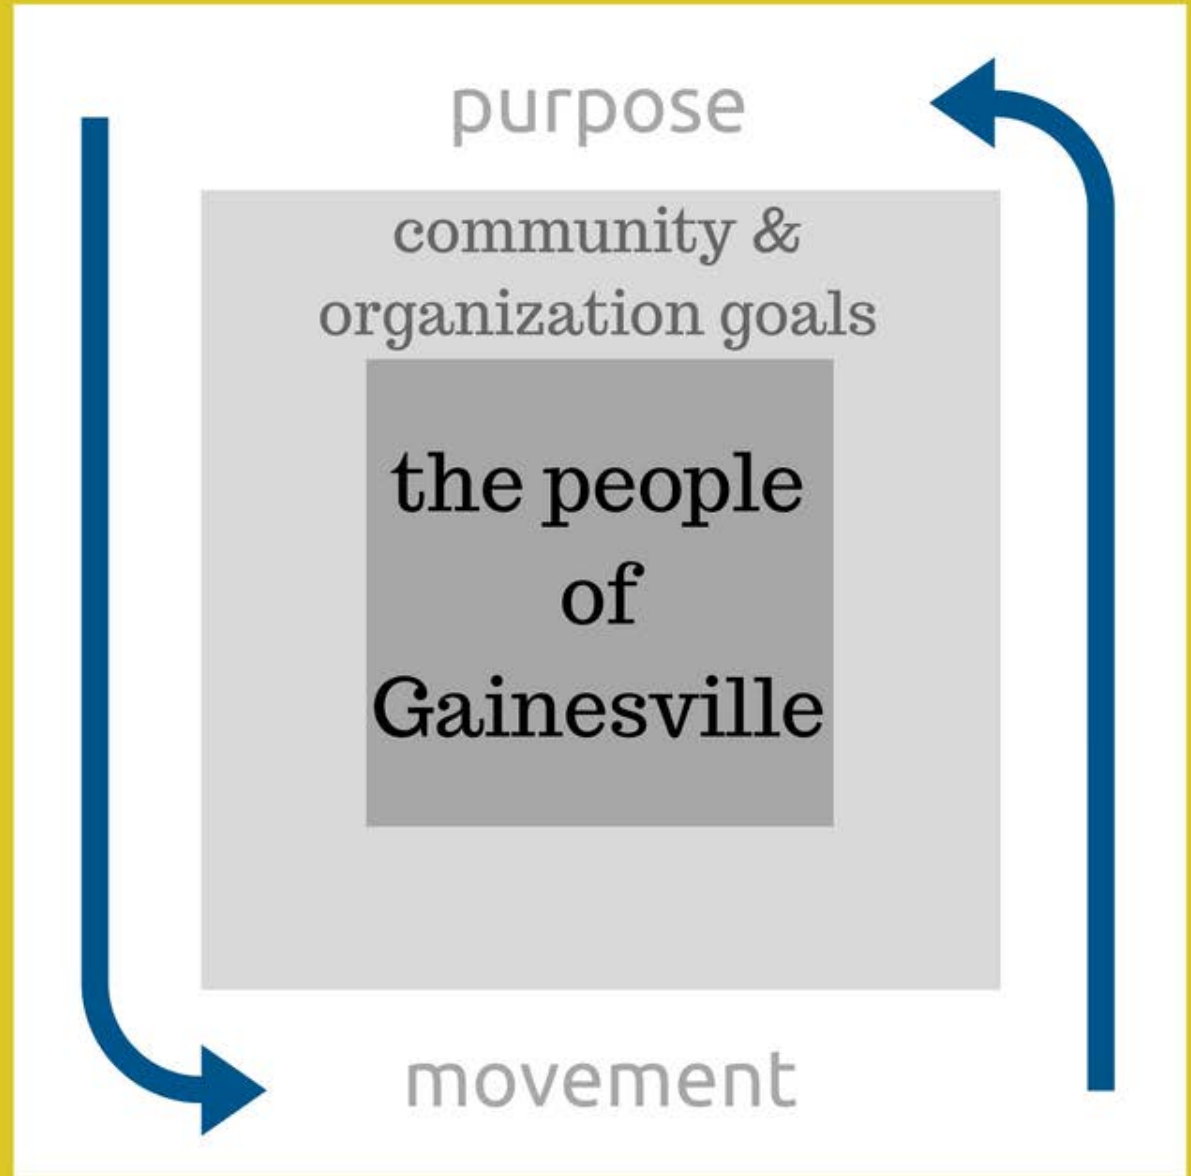 purpose
community &
organization goals
the people
of
Gainesville
movement